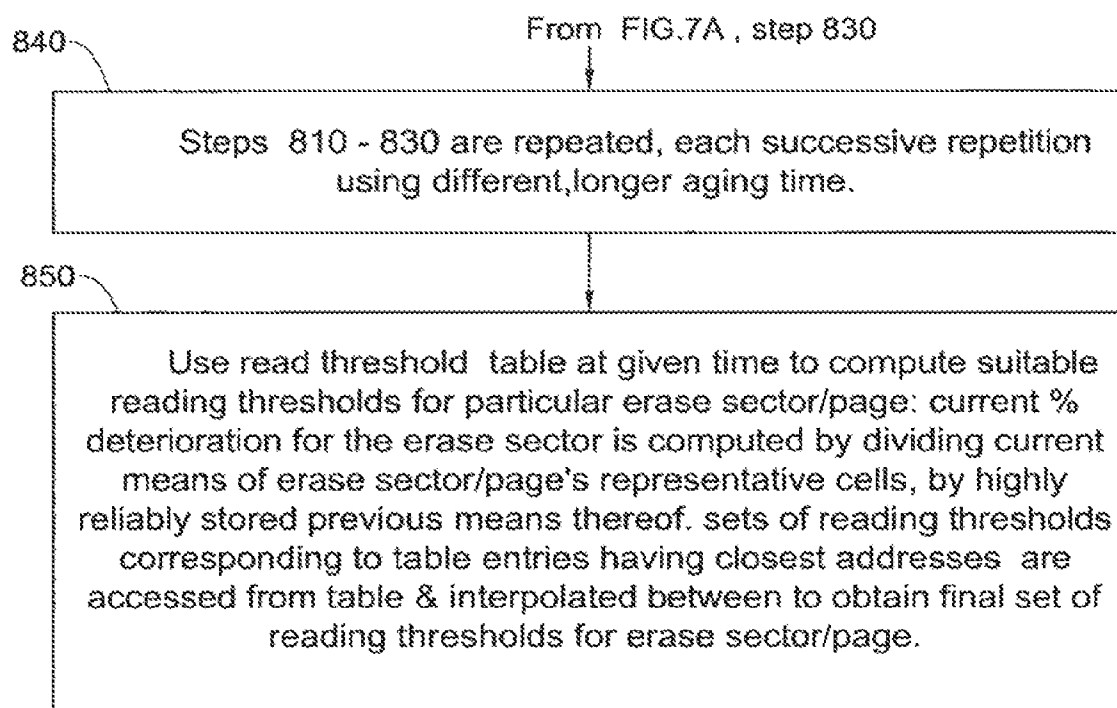 From FIG.7A , step 830
840
Steps 810 - 830 are repeated, each successive repetition
using different,longer aging time.
850
Use read threshold table at given time to compute suitable
reading thresholds for particular erase sector/page: current %
deterioration for the erase sector is computed by dividing current
means of erase sector/page's representative cells, by highly
reliably stored previous means thereof. sets of reading thresholds
corresponding to table entries having closest addresses are
accessed from table & interpolated between to obtain final set of
reading thresholds for erase sector/page.